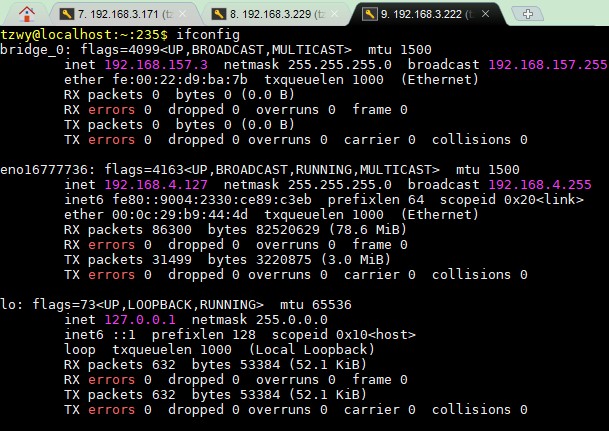 7. 192.168.3.171 (tz
8. 192.168.3.229 (tz
9. 192.168.3.222 (t
tzwy@localhost:~:235$ ifconfig
bridge_0: flags=4099<UP,BROADCAST,MULTICAST>  mtu 1500
        inet 192.168.157.3  netmask 255.255.255.0  broadcast 192.168.157.255
        ether fe:00:22:d9:ba:7b  txqueuelen 1000  (Ethernet)
        RX packets 0  bytes 0 (0.0 B)
        RX errors 0  dropped 0  overruns 0  frame 0
        TX packets 0  bytes 0 (0.0 B)
        TX errors 0  dropped 0 overruns 0  carrier 0  collisions 0
eno16777736: flags=4163<UP,BROADCAST,RUNNING,MULTICAST>  mtu 1500
        inet 192.168.4.127  netmask 255.255.255.0  broadcast 192.168.4.255
        inet6 fe80::9004:2330:ce89:c3eb  prefixlen 64  scopeid 0x20<link>
        ether 00:0c:29:b9:44:4d  txqueuelen 1000  (Ethernet)
        RX packets 86300  bytes 82520629 (78.6 MiB)
        RX errors 0  dropped 0  overruns 0  frame 0
        TX packets 31499  bytes 3220875 (3.0 MiB)
        TX errors 0  dropped 0 overruns 0  carrier 0  collisions 0
lo: flags=73<UP,LOOPBACK,RUNNING>  mtu 65536
        inet 127.0.0.1  netmask 255.0.0.0
        inet6 ::1  prefixlen 128  scopeid 0x10<host>
        loop  txqueuelen 1000  (Local Loopback)
        RX packets 632  bytes 53384 (52.1 KiB)
        RX errors 0  dropped 0  overruns 0  frame 0
        TX packets 632  bytes 53384 (52.1 KiB)
        TX errors 0  dropped 0 overruns 0  carrier 0  collisions 0